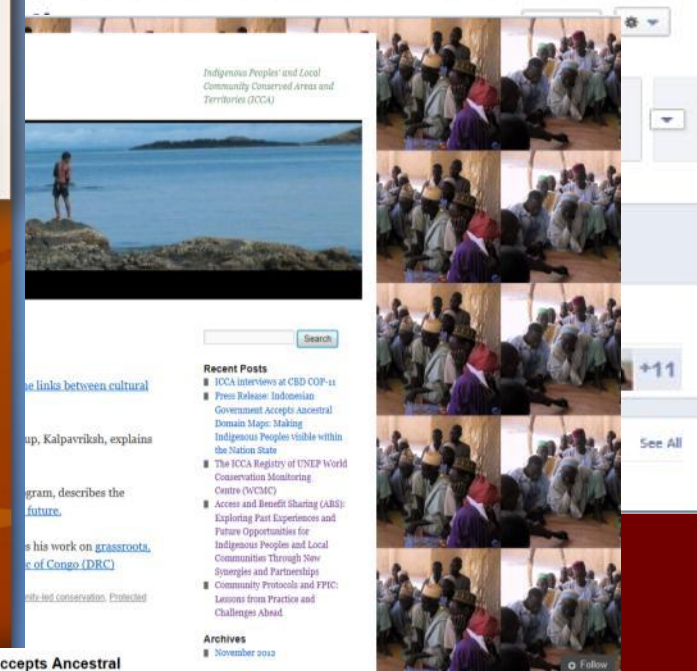 Indigenous Peoples' and Local
Community Conserved Areas and
Territories (ICCA)
Search
Recent Posts
ICCA interviews at CBD COP-11
Press Release: Indonesian
Government Accepts Ancestral
Domain Maps: Making
Indigenous Peoples visible within
the Nation State
The ICCA Registry of UNEP World
Conservation Monitoring
Centre (WCMC)
Access and Benefit Sharing (ABS):
Exploring Past Experiences and
Future Opportunities for
Indigenous Peoples and Local
Communities Through New
Synergies and Partnerships
Community Protocols and FPIC:
Lessons from Practice and
Challenges Ahead
Archives
November 2012
e links between cultural
up, Kalpavriksh, explains
gram, describes the
future.
s his work on grassroots,
c of Congo (DRC)
nity-led conservation, Protected
ccepts Ancestral
+11
See All
Follow